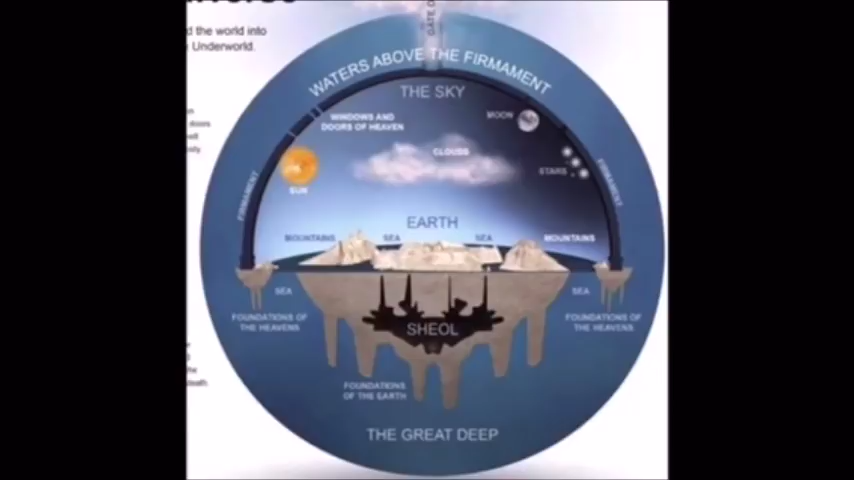 d the world into
Underworld.
GATE O
WATERS ABOVE THE FIRMAMENT
THE SKY
WINDOWS AND
DOORS OF HEAVEN
MOON
CLOUDS
STARS
SUN
FIRMAMENT
FIRMAMENT
EARTH
MOUNTAINS
SEA
SEA
MOUNTAINS
SEA
SEA
FOUNDATIONS OF
THE HEAVENS
FOUNDATIONS OF
THE HEAVENS
SHEOL
FOUNDATIONS
OF THE EARTH
THE GREAT DEEP